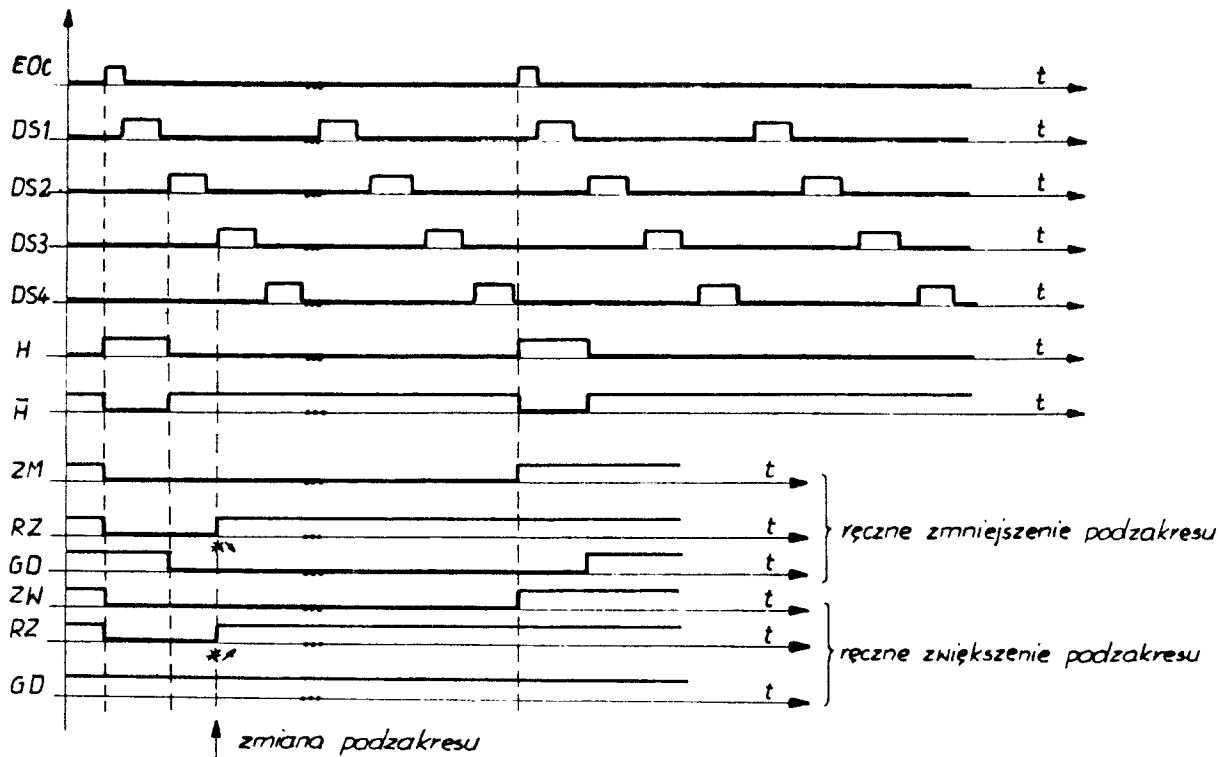 EOC t
DS1 t
DS2 t
DS3 t
DS4 t
H t
H̅ t
ZM t
RZ t
ręczne zmniejszenie podzakresu
GD t
ZW t
RZ t
ręczne zwiększenie podzakresu
GD t
zmiana podzakresu